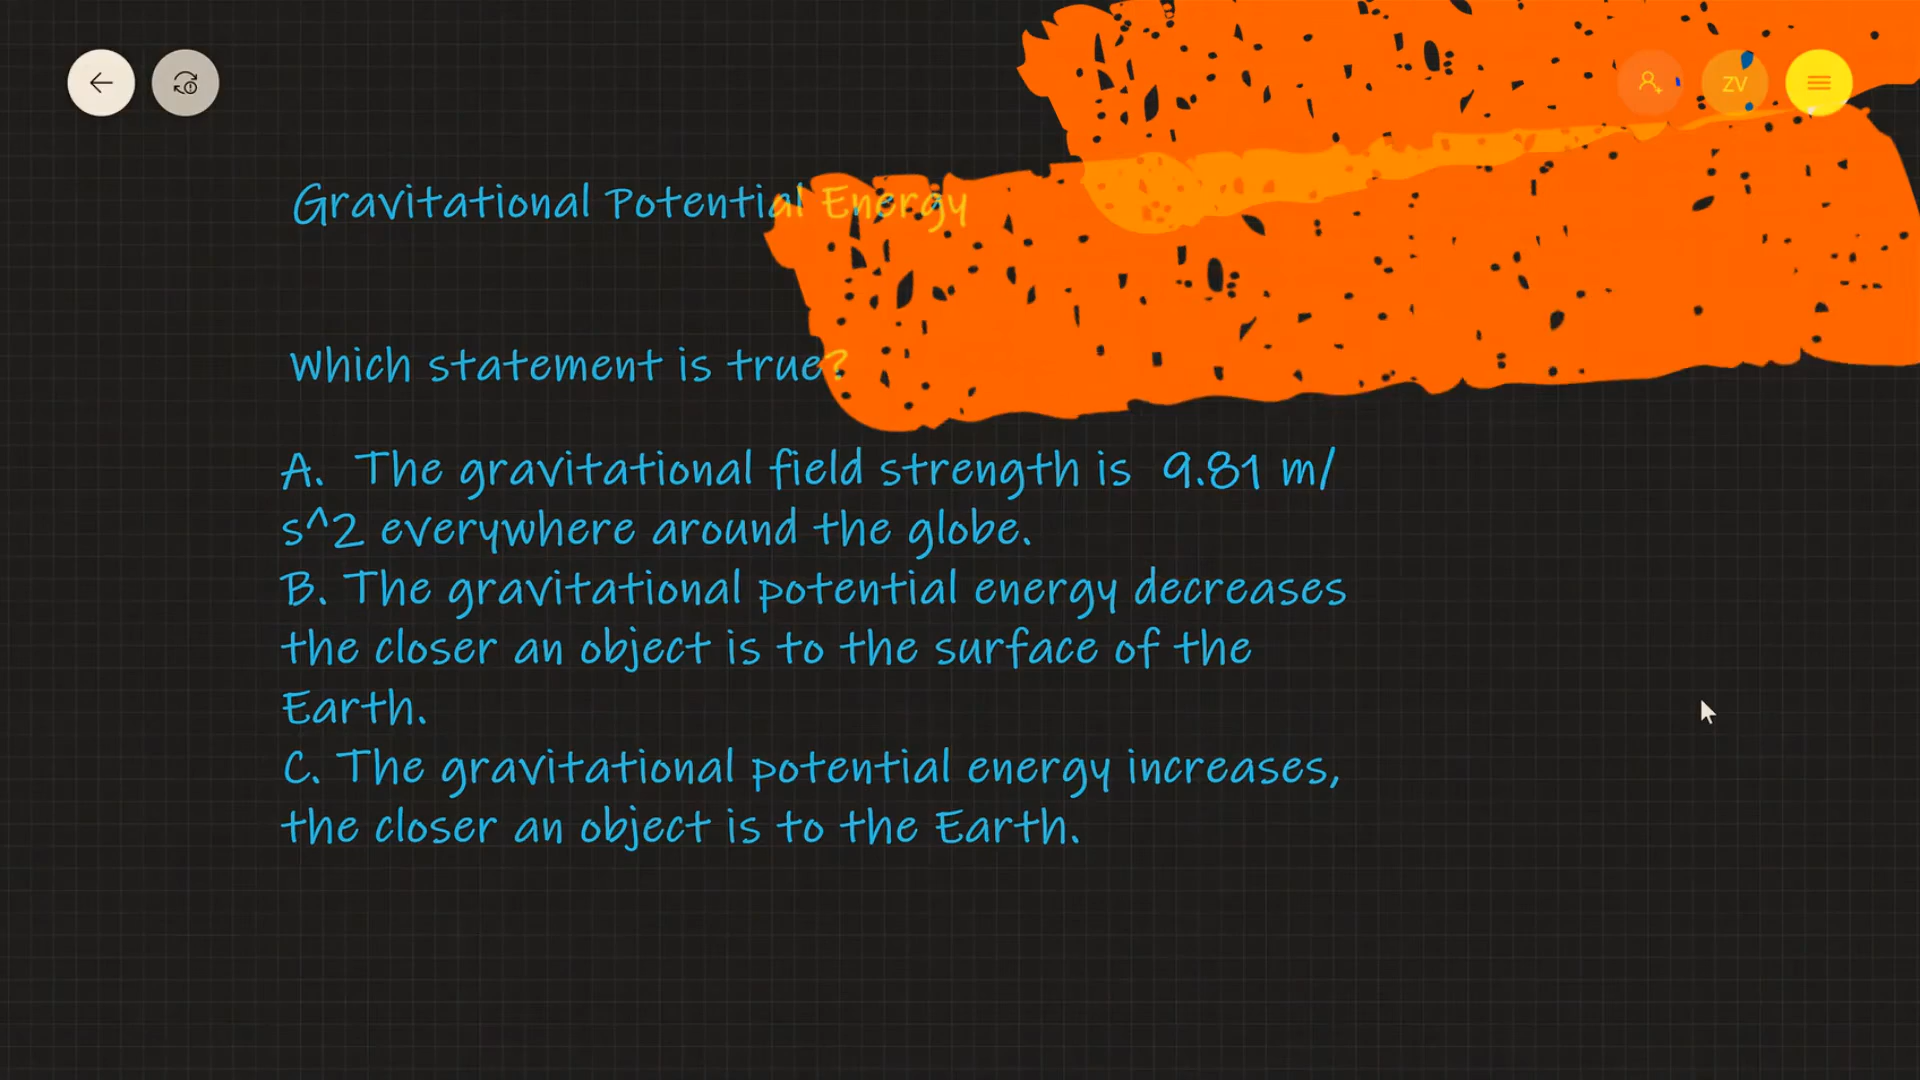 ZV
Gravitational Potential Energy
Which statement is true?
A. The gravitational field strength is 9.81 m/
s^2 everywhere around the globe.
B. The gravitational potential energy decreases
the closer an object is to the surface of the
Earth.
C. The gravitational potential energy increases,
the closer an object is to the Earth.